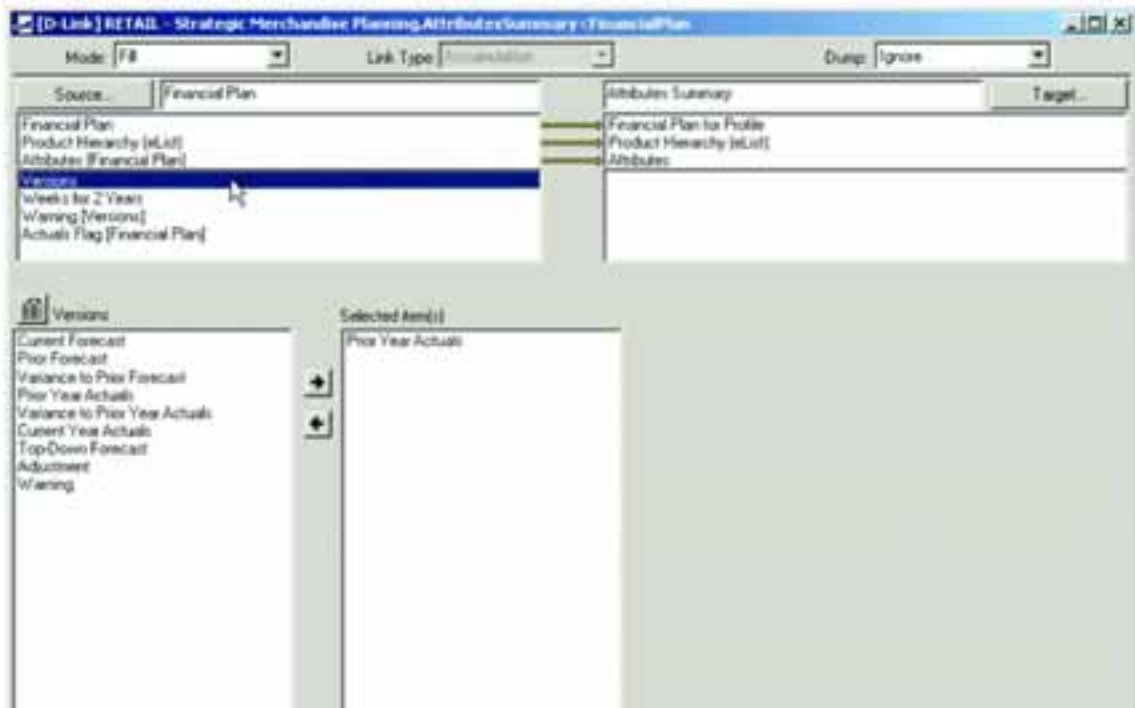 [D-Link] RETAIL - Strategic Merchandise Planning.AttributesSummary<FinancialPlan
Mode: Fill Link Type: Accumulation Dump: Ignore
Source... Financial Plan Attributes Summary Target...
Financial Plan Financial Plan for Profile
Product Hierarchy [eList] Product Hierarchy [eList]
Attributes [Financial Plan] Attributes
Versions
Weeks for 2 Years
Warning [Versions]
Actuals Flag [Financial Plan]
Versions Selected item(s)
Current Forecast Prior Year Actuals
Prior Forecast
Variance to Prior Forecast
Prior Year Actuals
Variance to Prior Year Actuals
Current Year Actuals
Top-Down Forecast
Adjustment
Warning